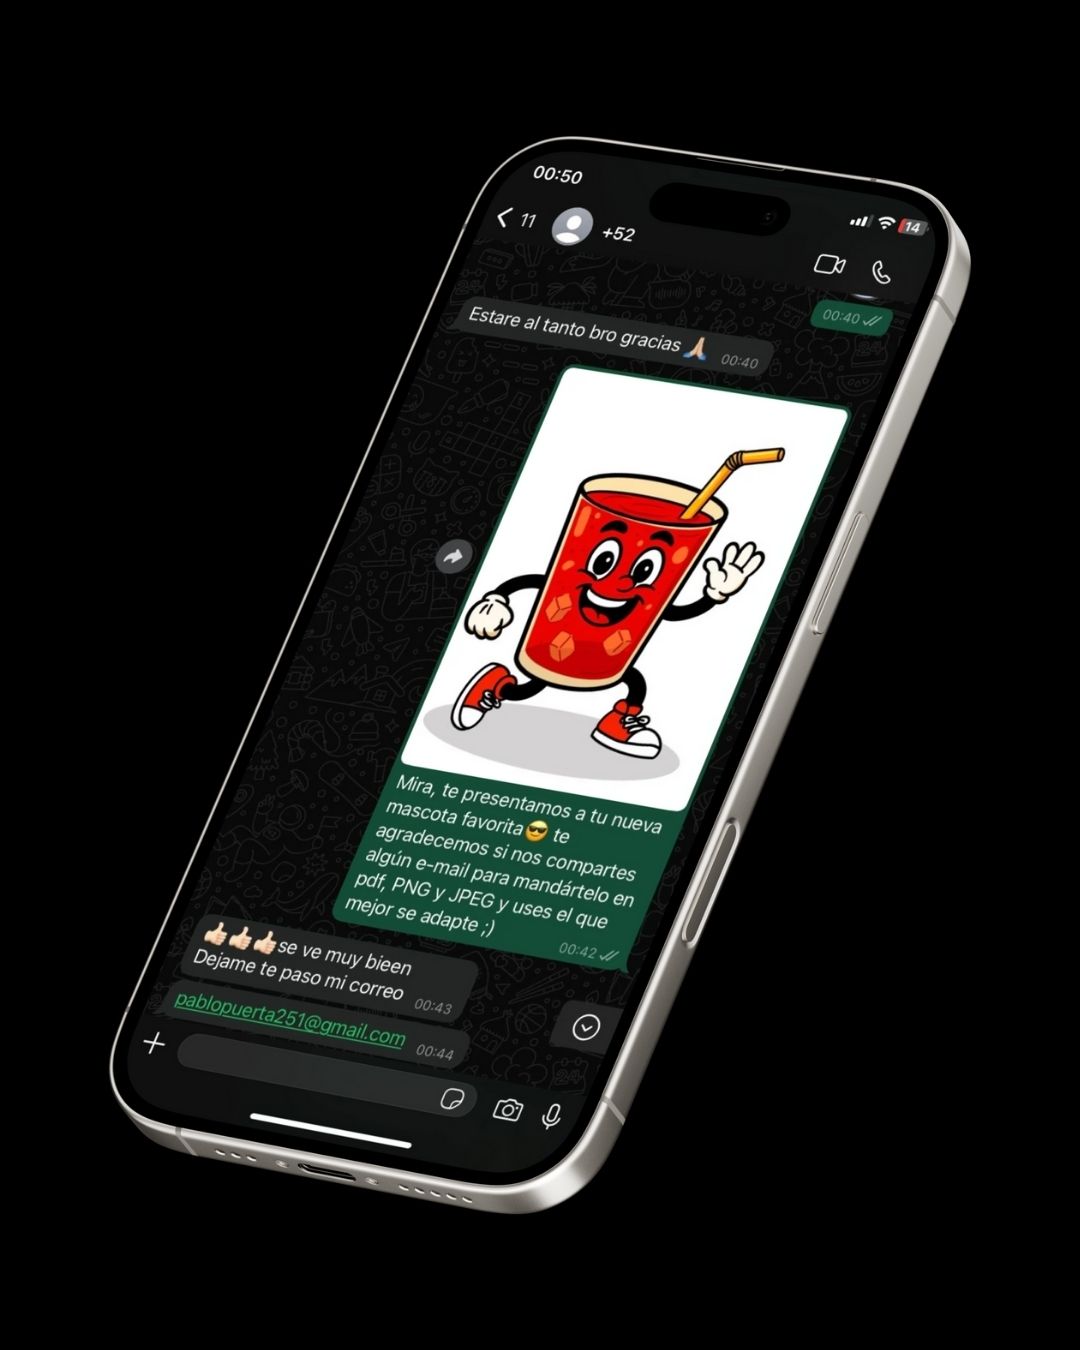 00:50
14
11
+52
00:40
Estare al tanto bro gracias 🙏🏼 00:40
Mira, te presentamos a tu nueva
mascota favorita😎 te
agradecemos si nos compartes
algún e-mail para mandártelo en
pdf, PNG y JPEG y uses el que
mejor se adapte ;)
00:42
👍🏻👍🏻👍🏻se ve muy bieen
Dejame te paso mi correo 00:43
pablopuerta251@gmail.com 00:44